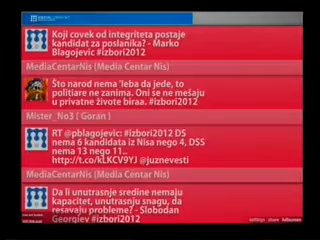 Koji covek od integriteta postaje
kandidat za poslanika? - Marko
Blagojevic #izbori2012
MediaCentarNis (Media Centar Nis)
Što narod nema 'leba da jede, to
politiare ne zanima. Oni se ne mešaju
u privatne živote biraa. #izbori2012
Mister_No3 ( Goran )
RT @pblagojevic: #izbori2012 DS
nema 6 kandidata iz Nisa nego 4, DSS
nema 13 nego 11..
http://t.co/kLKCV9YJ @juznevesti
MediaCentarNis (Media Centar Nis)
Da li unutrasnje sredine nemaju
kapacitet, unutrasnju snagu, da
resavaju probleme? - Slobodan
Georgiev #izbori2012
settings share fullscreen